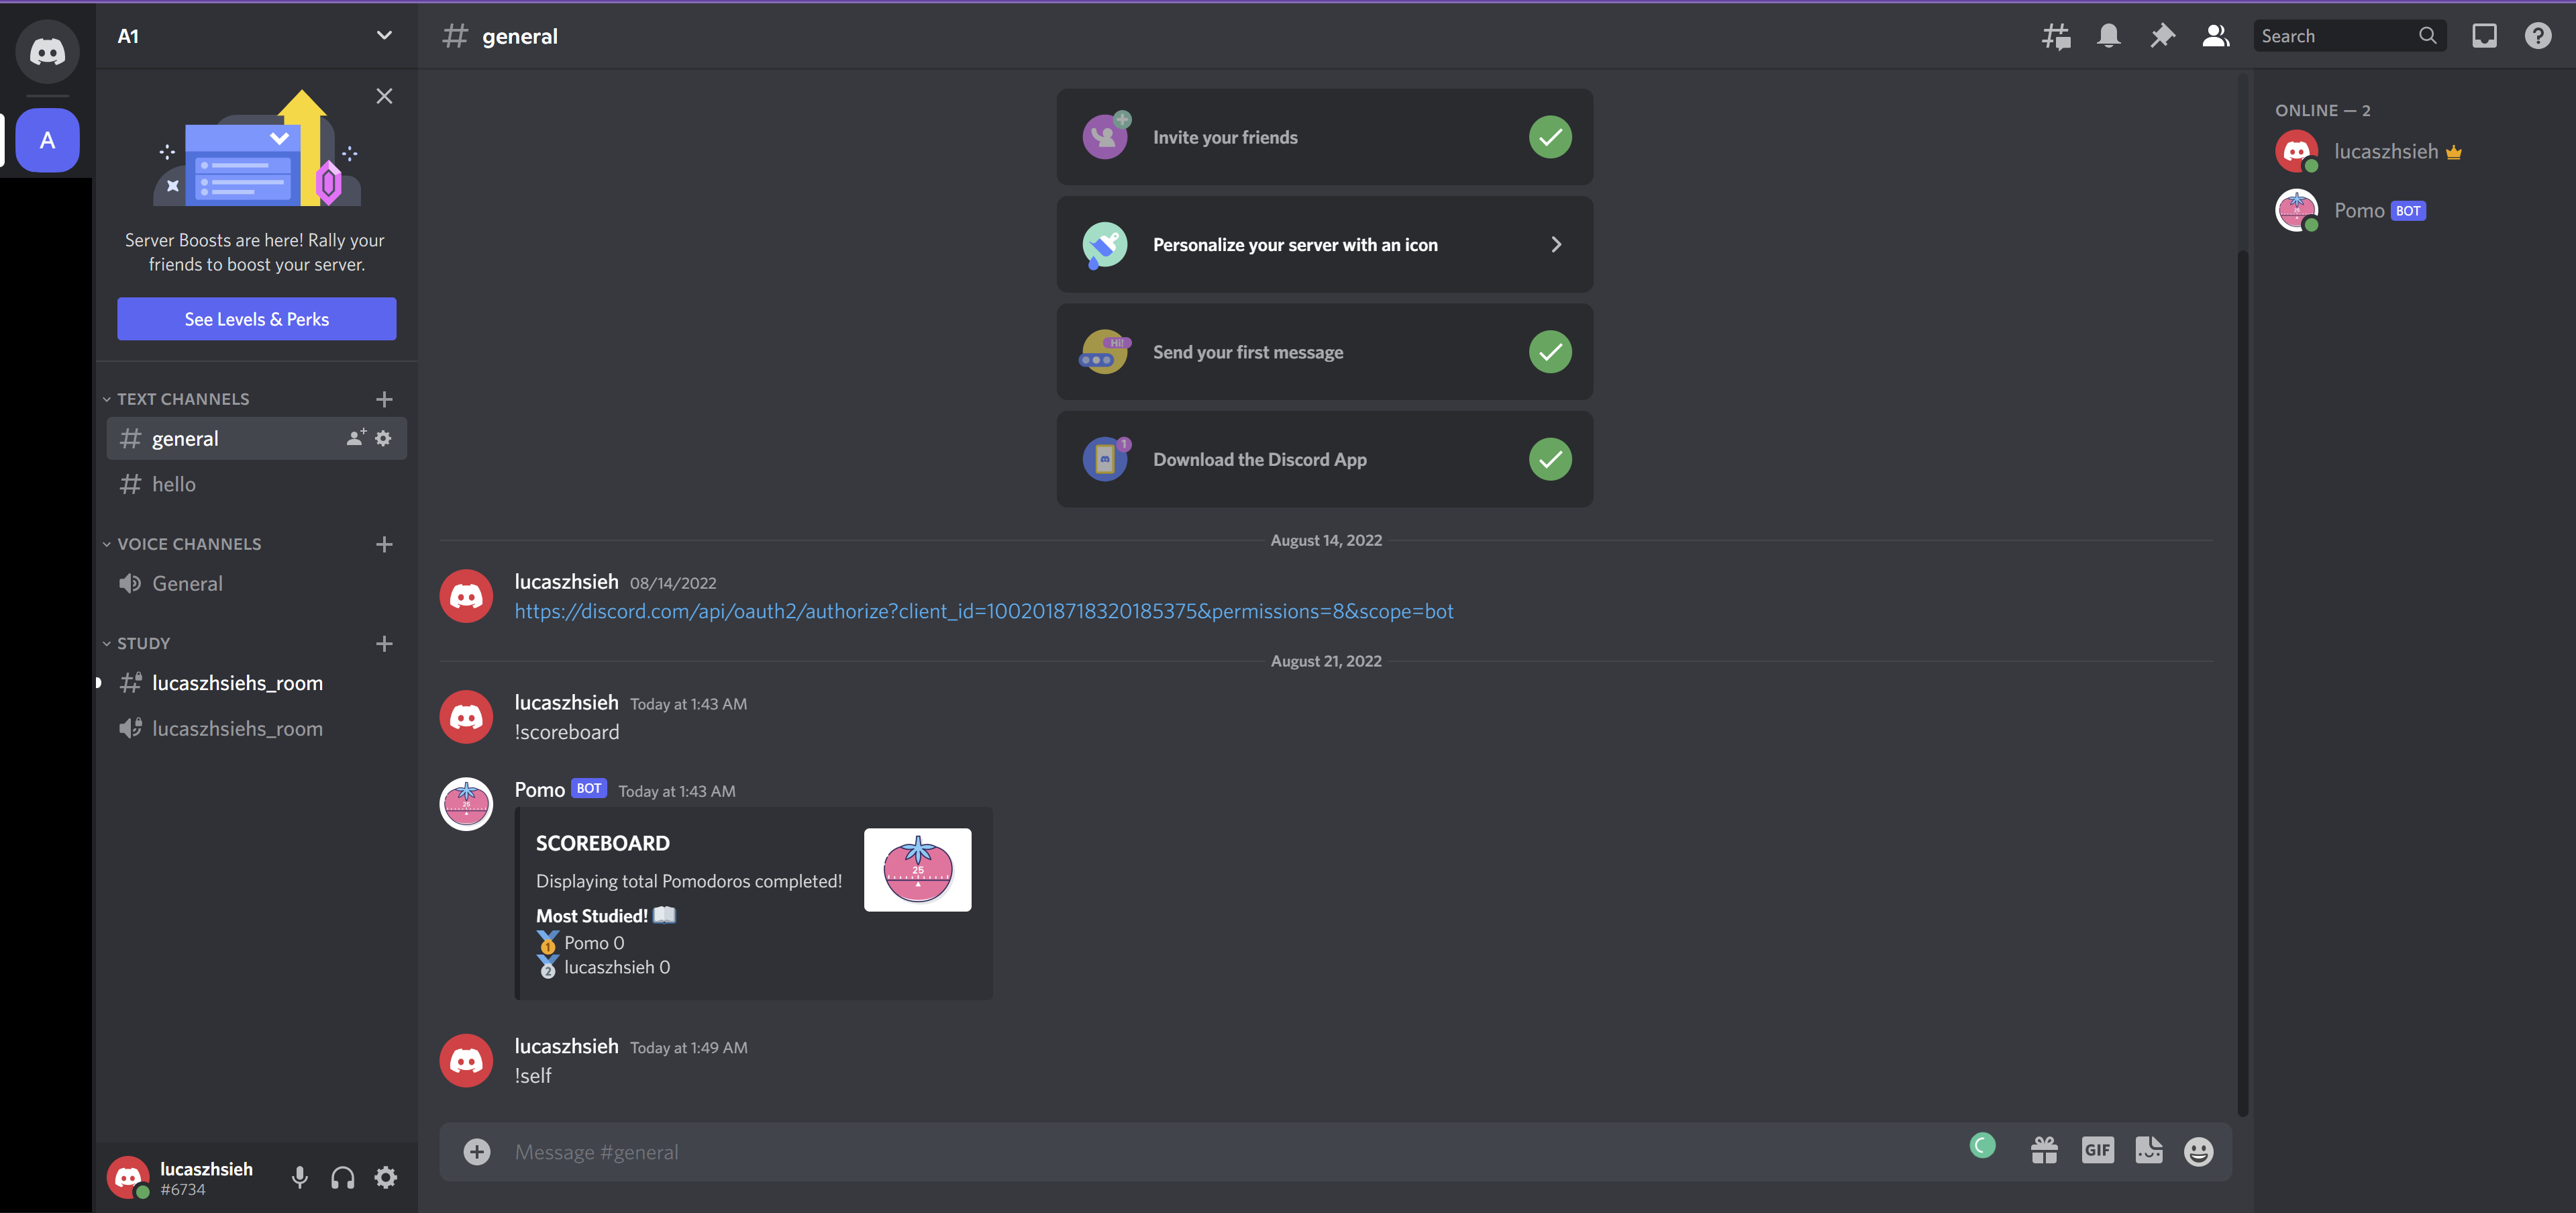 A
A1
Server Boosts are here! Rally your
friends to boost your server.
See Levels & Perks
TEXT CHANNELS
general
hello
VOICE CHANNELS
General
STUDY
lucaszhsiehs_room
lucaszhsiehs_room
lucaszhsieh
#6734
general
Search
Invite your friends
Personalize your server with an icon
Hi!
Send your first message
1
Download the Discord App
August 14, 2022
lucaszhsieh 08/14/2022
https://discord.com/api/oauth2/authorize?client_id=1002018718320185375&permissions=8&scope=bot
August 21, 2022
lucaszhsieh Today at 1:43 AM
!scoreboard
25
Pomo BOT Today at 1:43 AM
SCOREBOARD
Displaying total Pomodoros completed!
25
Most Studied! 📖
🥇 Pomo 0
🥈 lucaszhsieh 0
lucaszhsieh Today at 1:49 AM
!self
Message #general
GIF
ONLINE — 2
lucaszhsieh
Pomo BOT